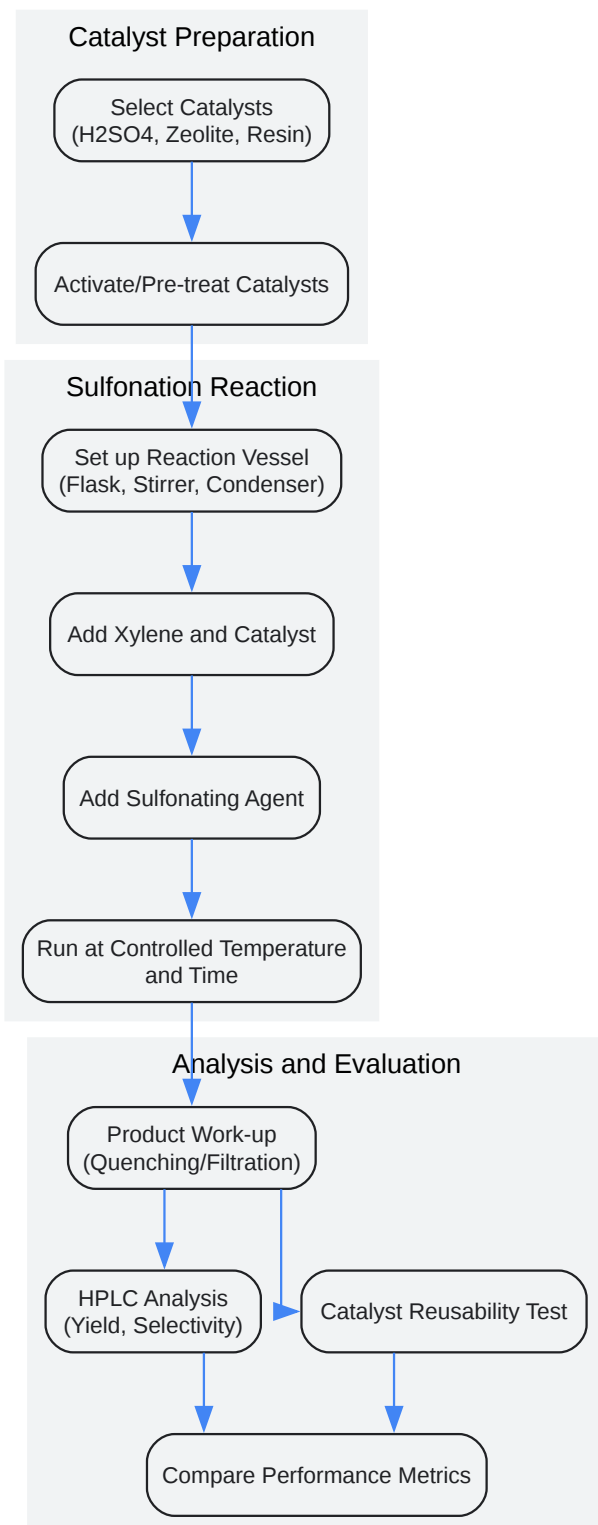 Catalyst Preparation
Select Catalysts
(H2SO4, Zeolite, Resin)
Activate/Pre-treat Catalysts
Sulfonation Reaction
Set up Reaction Vessel
(Flask, Stirrer, Condenser)
Add Xylene and Catalyst
Add Sulfonating Agent
Run at Controlled Temperature
and Time
Analysis and Evaluation
Product Work-up
(Quenching/Filtration)
HPLC Analysis
(Yield, Selectivity)
Catalyst Reusability Test
Compare Performance Metrics